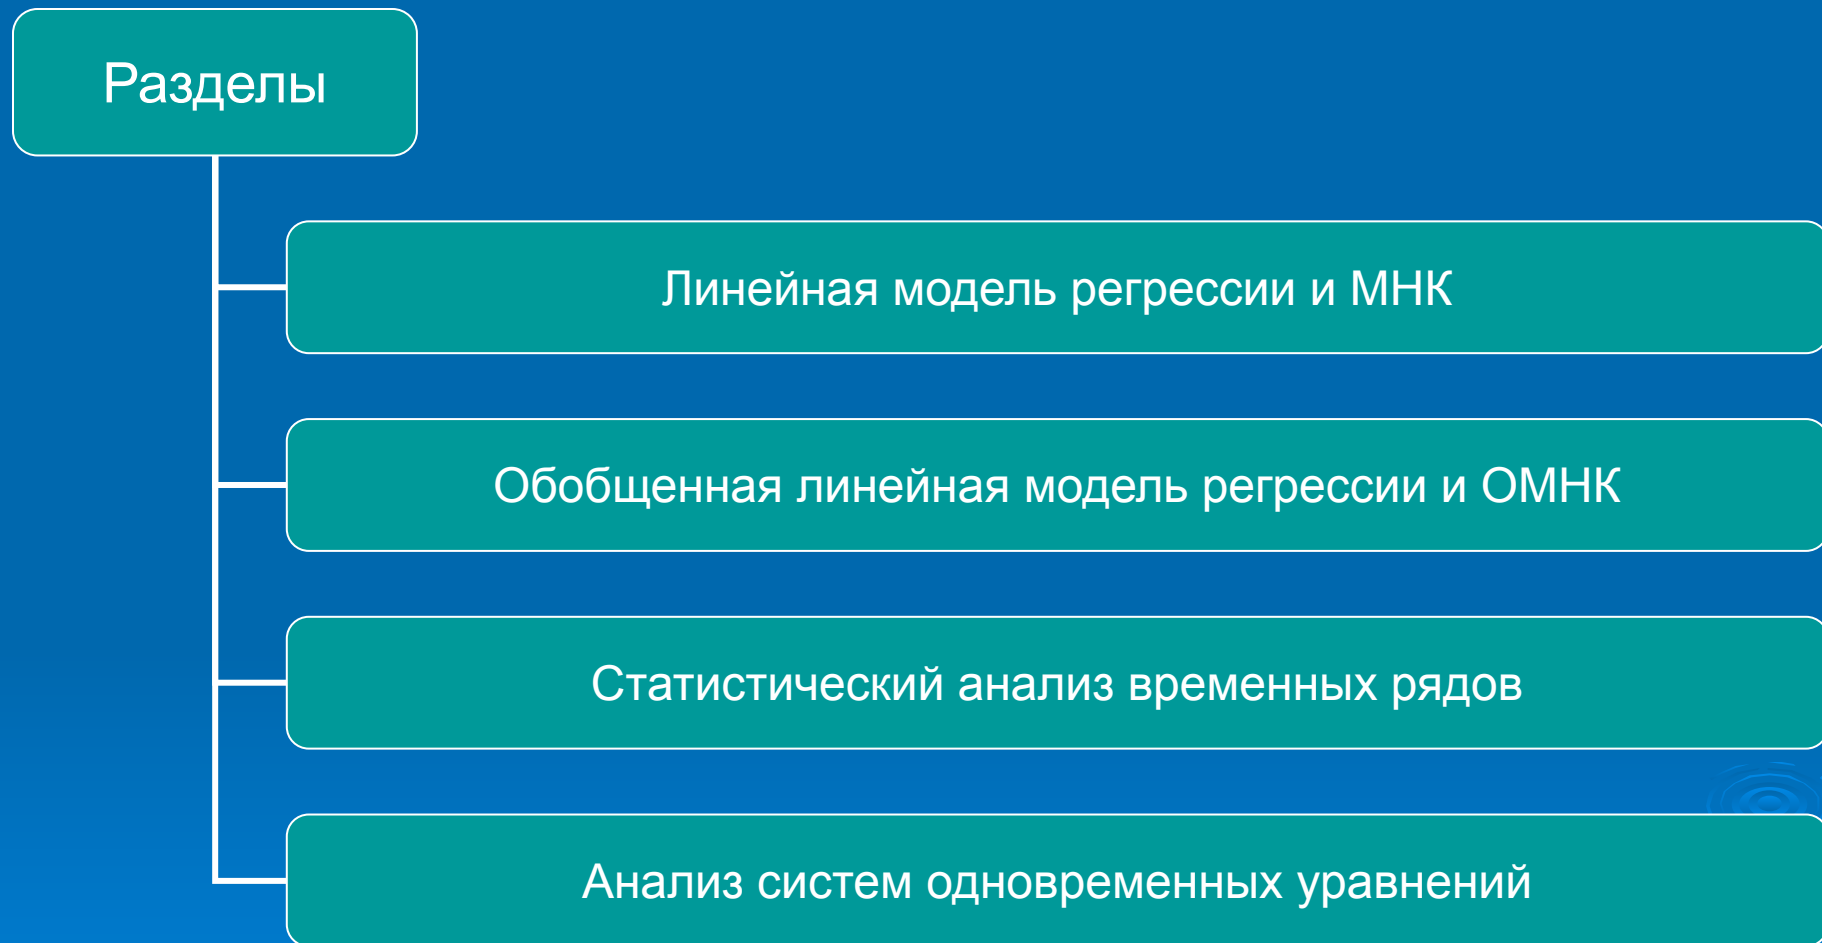 Разделы
Линейная модель регрессии и МНК
Обобщенная линейная модель регрессии и ОМНК
Статистический анализ временных рядов
Анализ систем одновременных уравнений